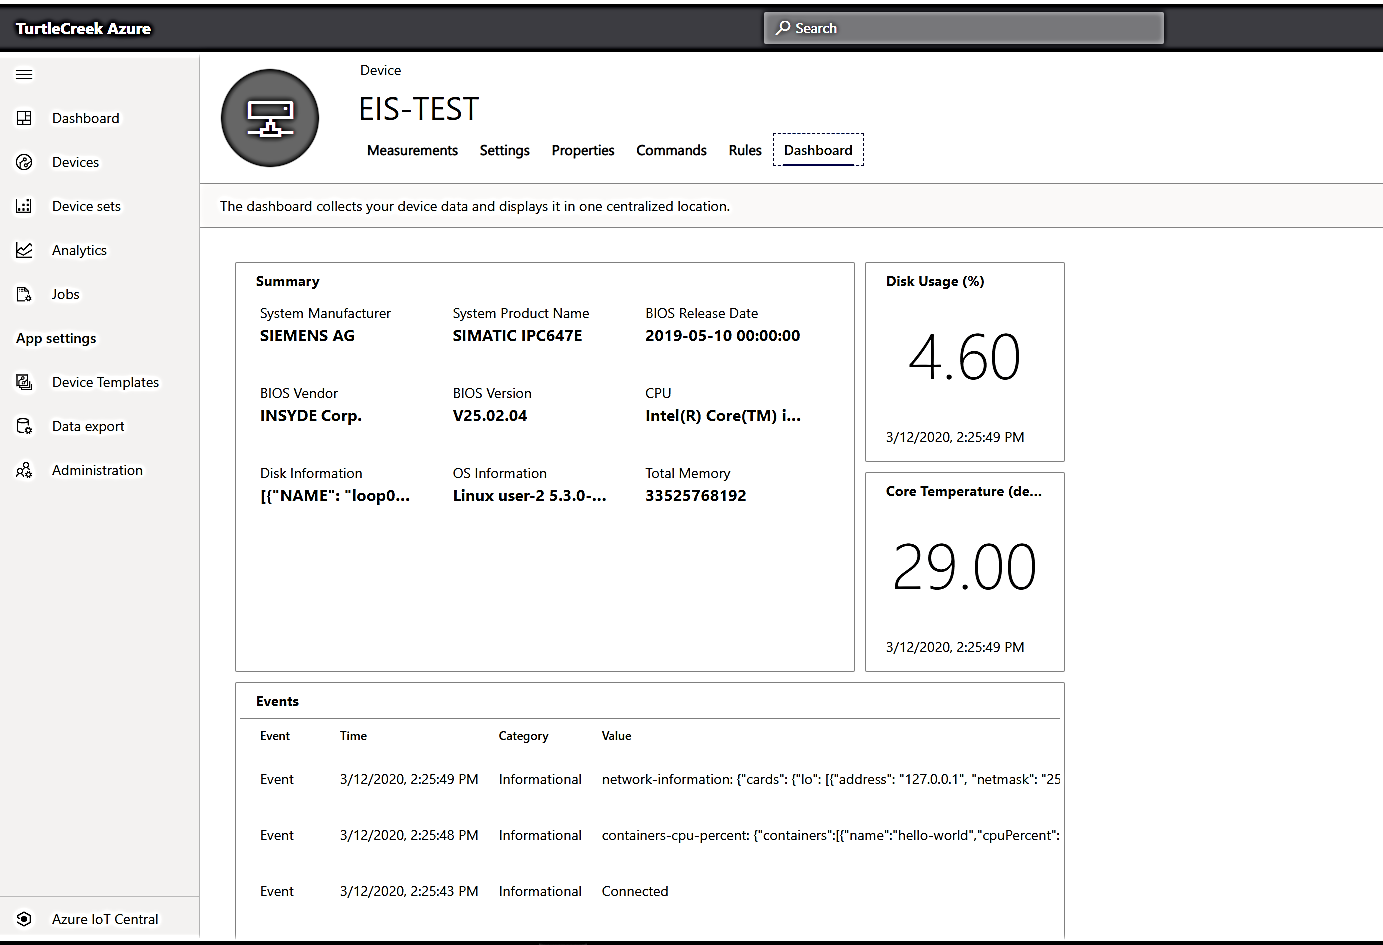 TurtleCreek Azure
Search
Dashboard
Devices
Device sets
Analytics
Jobs
App settings
Device Templates
Data export
Administration
Azure IoT Central
Device
EIS-TEST
Measurements Settings Properties Commands Rules Dashboard
The dashboard collects your device data and displays it in one centralized location.
Summary
System Manufacturer System Product Name BIOS Release Date
SIEMENS AG SIMATIC IPC647E 2019-05-10 00:00:00
BIOS Vendor BIOS Version CPU
INSYDE Corp. V25.02.04 Intel(R) Core(TM) i...
Disk Information OS Information Total Memory
[{"NAME": "loop0... Linux user-2 5.3.0-... 33525768192
Disk Usage (%)
4.60
3/12/2020, 2:25:49 PM
Core Temperature (de...
29.00
3/12/2020, 2:25:49 PM
Events
Event Time Category Value
Event 3/12/2020, 2:25:49 PM Informational network-information: {"cards": {"lo": [{"address": "127.0.0.1", "netmask": "25
Event 3/12/2020, 2:25:48 PM Informational containers-cpu-percent: {"containers":[{"name":"hello-world","cpuPercent":
Event 3/12/2020, 2:25:43 PM Informational Connected